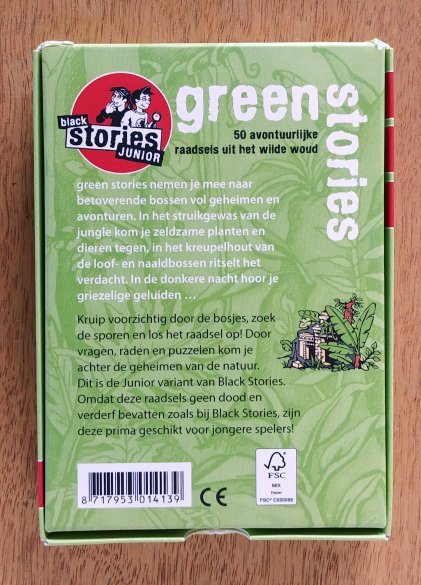 black
stories
JUNIOR
green
stories
50 avontuurlijke
raadsels uit het wilde woud
green stories nemen je mee naar
betoverende bossen vol geheimen en
avonturen. In het struikgewas van de
jungle kom je zeldzame planten en
dieren tegen, in het kreupelhout van
de loof- en naaldbossen ritselt het
verdacht. In de donkere nacht hoor je
griezelige geluiden ...
Kruip voorzichtig door de bosjes, zoek
de sporen en los het raadsel op! Door
vragen, raden en puzzelen kom je
achter de geheimen van de natuur.
Dit is de Junior variant van Black Stories.
Omdat deze raadsels geen dood en
verderf bevatten zoals bij Black Stories, zijn
deze prima geschikt voor jongere spelers!
8 717953 014139
CE
FSC
MIX
Papier
FSC® C020096